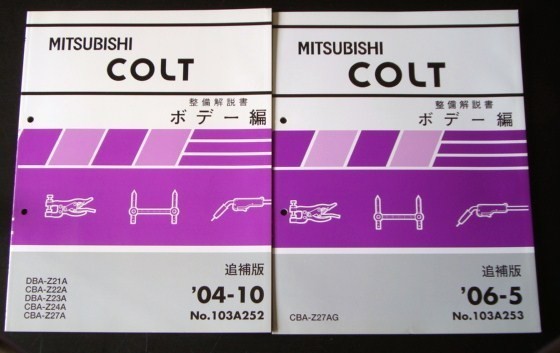 MITSUBISHI
COLT
整備解説書
ボデー編
追補版
DBA-Z21A
CBA-Z22A
DBA-Z23A
CBA-Z24A
CBA-Z27A
'04-10
No.103A252
MITSUBISHI
COLT
整備解説書
ボデー編
追補版
'06-5
CBA-Z27AG
No.103A253